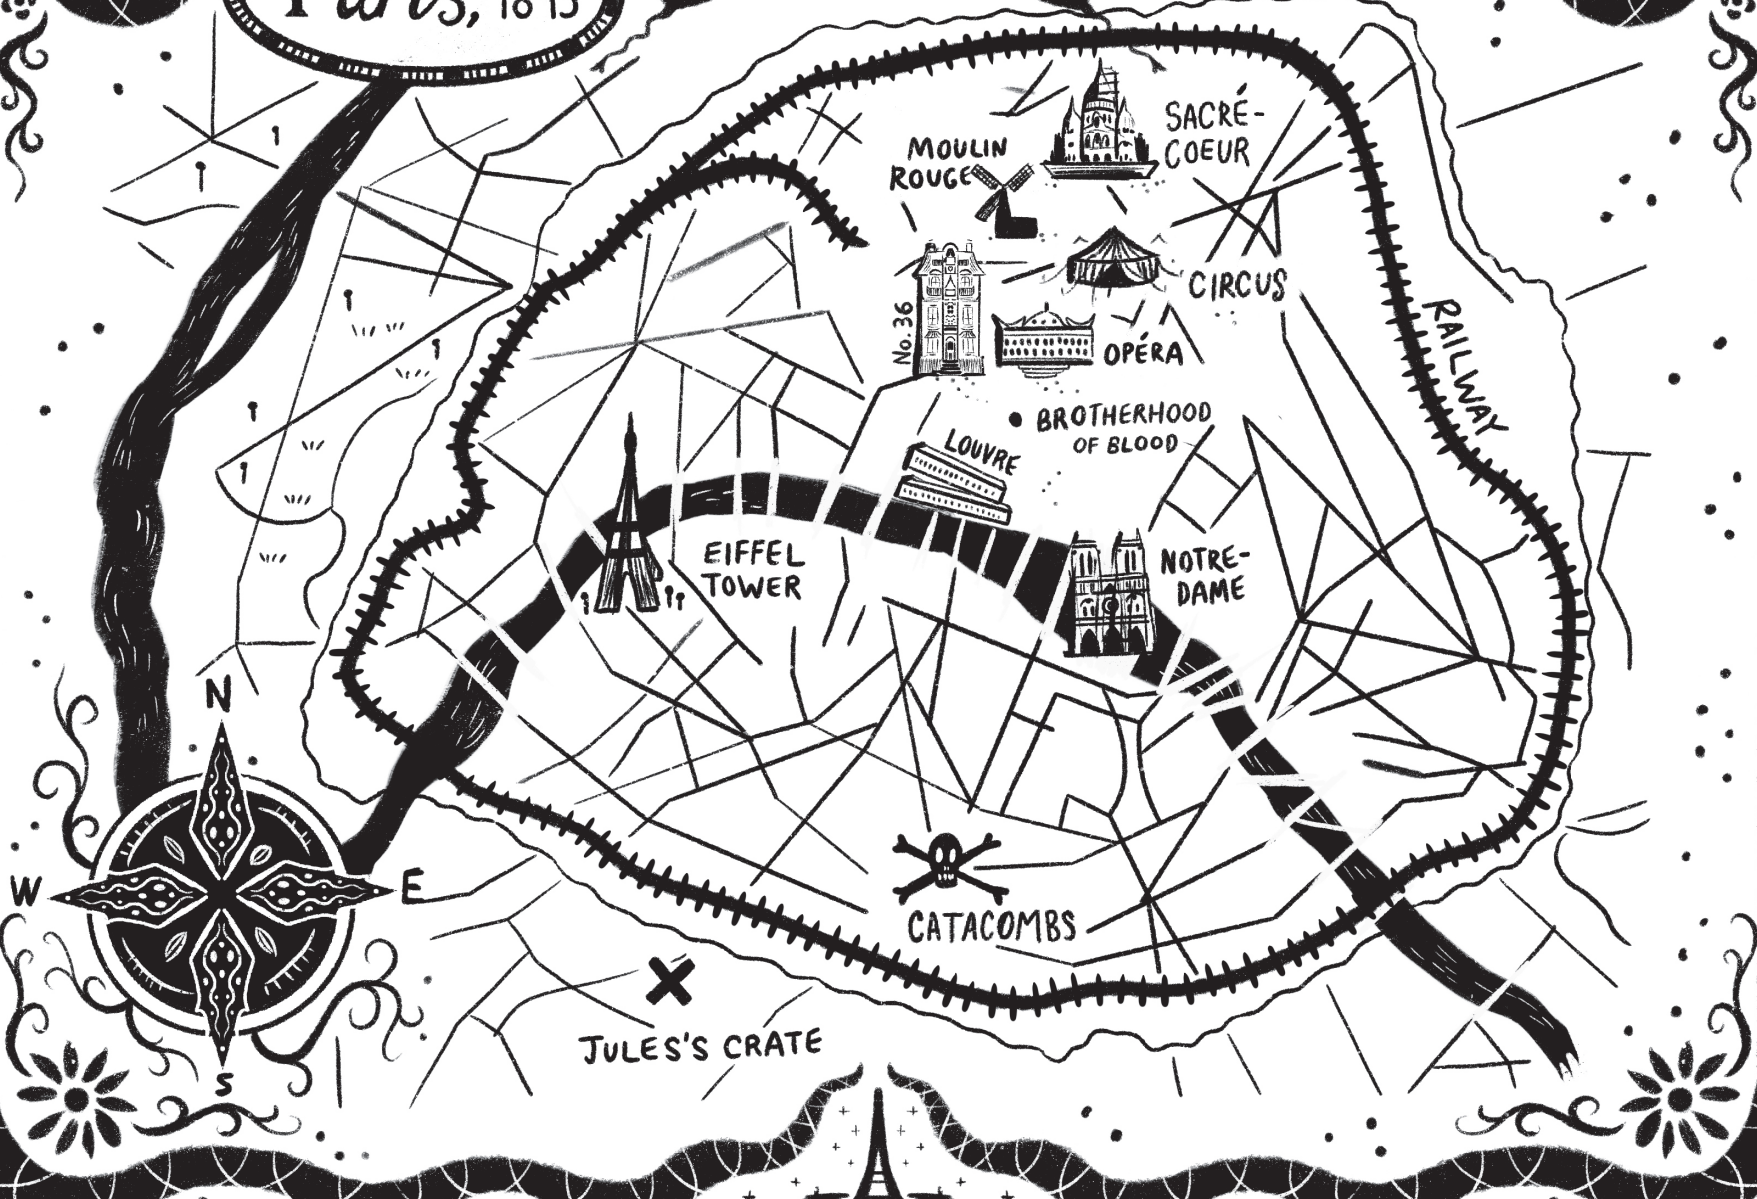 Paris,
SACRÉ-
COEUR
MOULIN
ROUGE
CIRCUS
No. 36
OPÉRA
RAILWAY
BROTHERHOOD
OF BLOOD
LOUVRE
EIFFEL
TOWER
NOTRE-
DAME
N
W
E
S
CATACOMBS
JULES'S CRATE